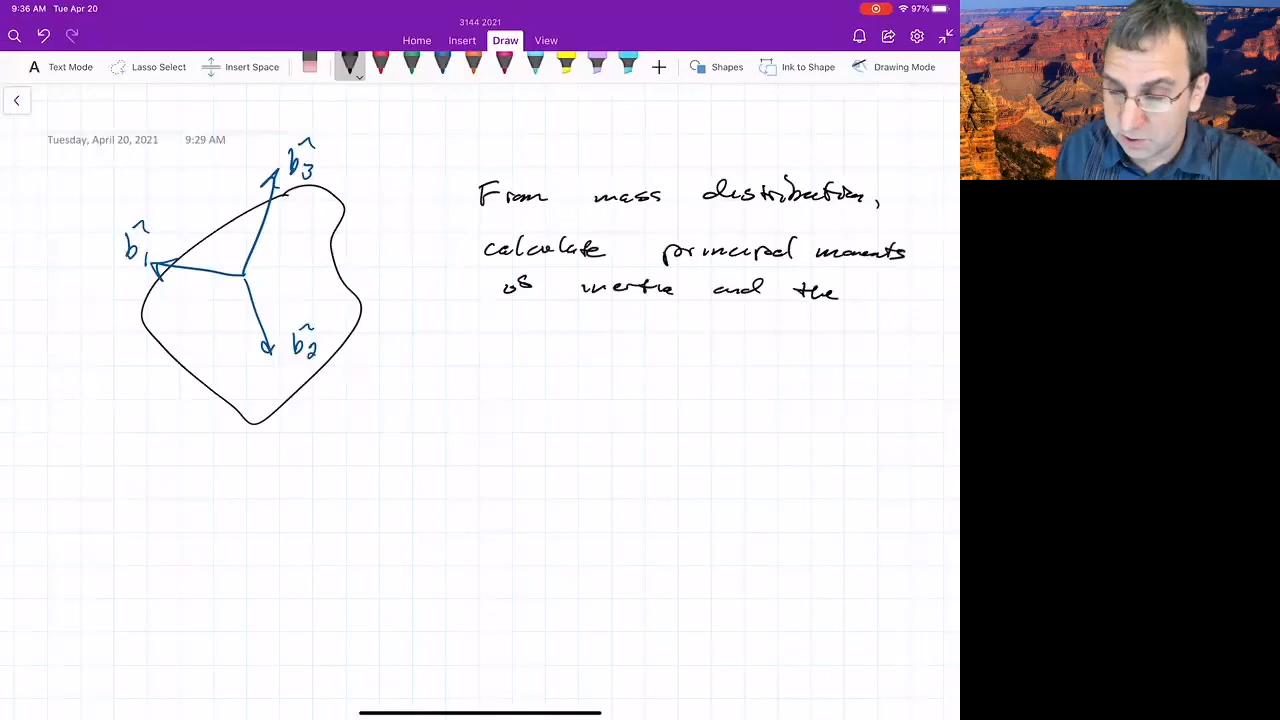 9:36 AM Tue Apr 20
97%
3144 2021
Home Insert Draw View
Text Mode Lasso Select Insert Space Shapes Ink to Shape Drawing Mode
Tuesday, April 20, 2021 9:29 AM
b̂3
b̂1
b̂2
From mass distribution,
calculate principal moments
of inertia and the